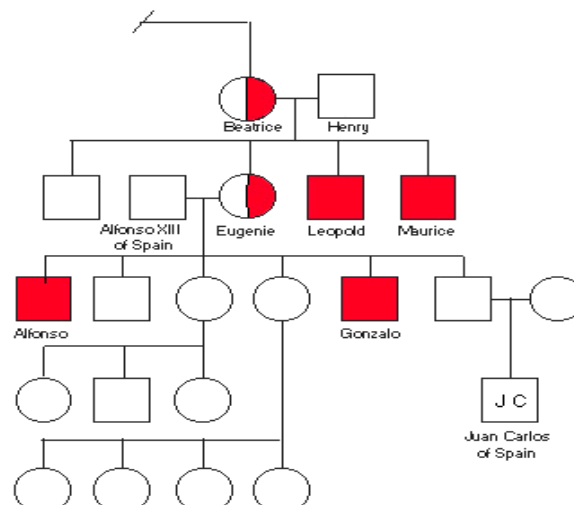 Beatrice
Henry
Alfonso XIII
of Spain
Eugenie
Leopold
Maurice
Alfonso
Gonzalo
J C
Juan Carlos
of Spain